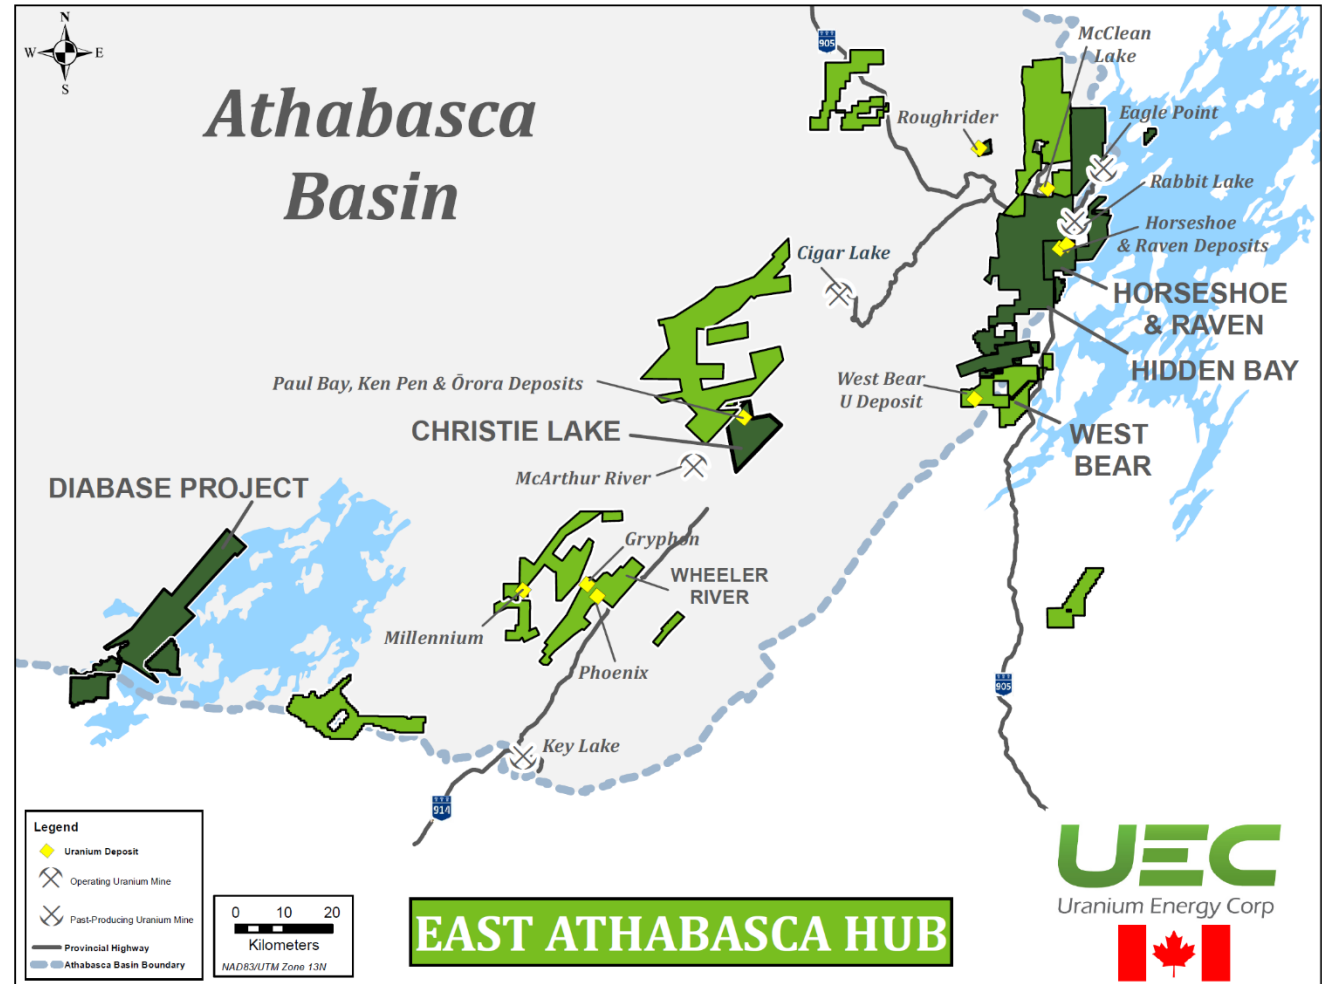 N
W
E
S
Athabasca
Basin
905
McClean
Lake
Roughrider
Eagle Point
Rabbit Lake
Horseshoe
& Raven Deposits
Cigar Lake
HORSESHOE
& RAVEN
HIDDEN BAY
Paul Bay, Ken Pen & Ōrora Deposits
West Bear
U Deposit
CHRISTIE LAKE
WEST
BEAR
McArthur River
DIABASE PROJECT
Gryphon
WHEELER
RIVER
Millennium
Phoenix
905
Key Lake
914
Legend
Uranium Deposit
Operating Uranium Mine
Past-Producing Uranium Mine
Provincial Highway
Athabasca Basin Boundary
0 10 20
Kilometers
NAD83/UTM Zone 13N
EAST ATHABASCA HUB
UEC
Uranium Energy Corp